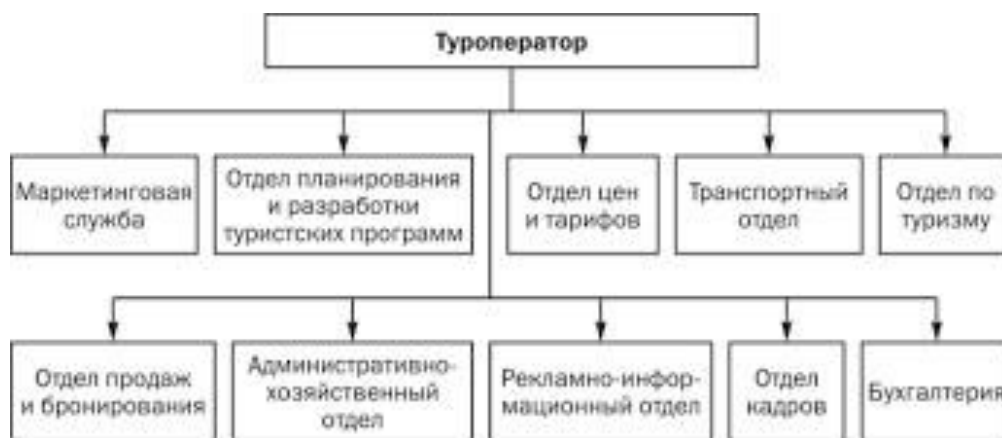 Туроператор
Маркетинговая
служба
Отдел планирования
и разработки
туристских программ
Отдел цен
и тарифов
Транспортный
отдел
Отдел по
туризму
Отдел продаж
и бронирования
Административно-
хозяйственный
отдел
Рекламно-инфор-
мационный отдел
Отдел
кадров
Бухгалтерия